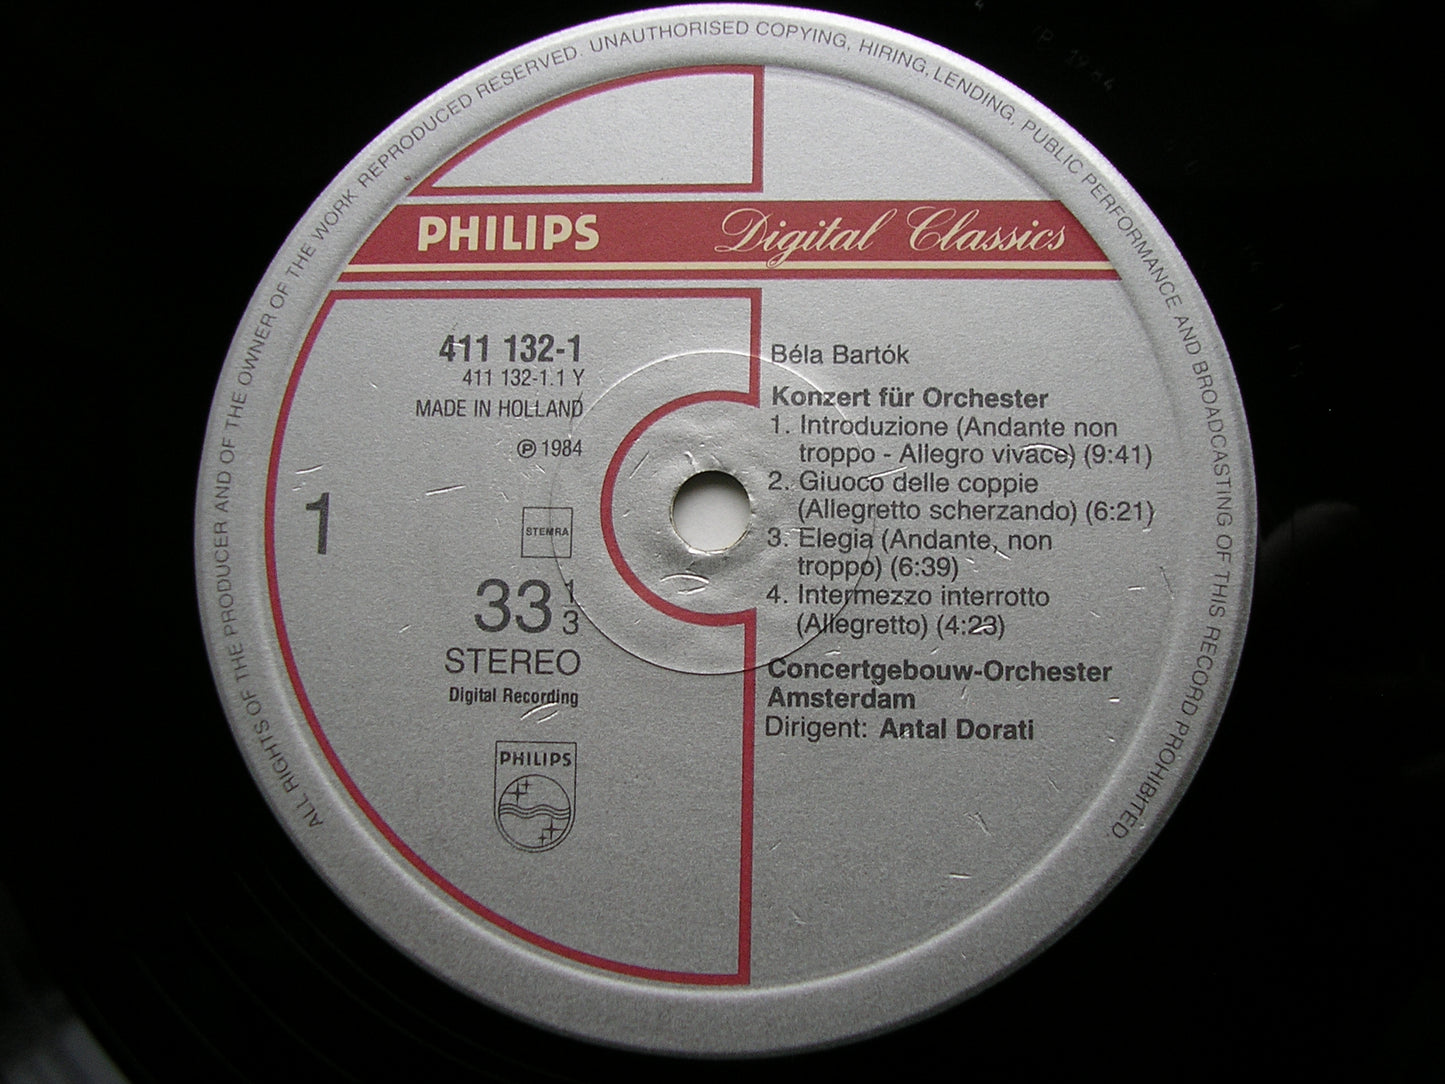 ALL RIGHTS OF THE PRODUCER AND OF THE OWNER OF THE WORK REPRODUCED RESERVED. UNAUTHORISED COPYING, HIRING, LENDING, PUBLIC PERFORMANCE AND BROADCASTING OF THIS RECORD PROHIBITED.
PHILIPS Digital Classics
411 132-1
411 132-1.1 Y
MADE IN HOLLAND
℗ 1984
1
STEMRA
33 1/3
STEREO
Digital Recording
PHILIPS
Béla Bartók
Konzert für Orchester
1. Introduzione (Andante non
troppo - Allegro vivace) (9:41)
2. Giuoco delle coppie
(Allegretto scherzando) (6:21)
3. Elegia (Andante, non
troppo) (6:39)
4. Intermezzo interrotto
(Allegretto) (4:23)
Concertgebouw-Orchester
Amsterdam
Dirigent: Antal Dorati